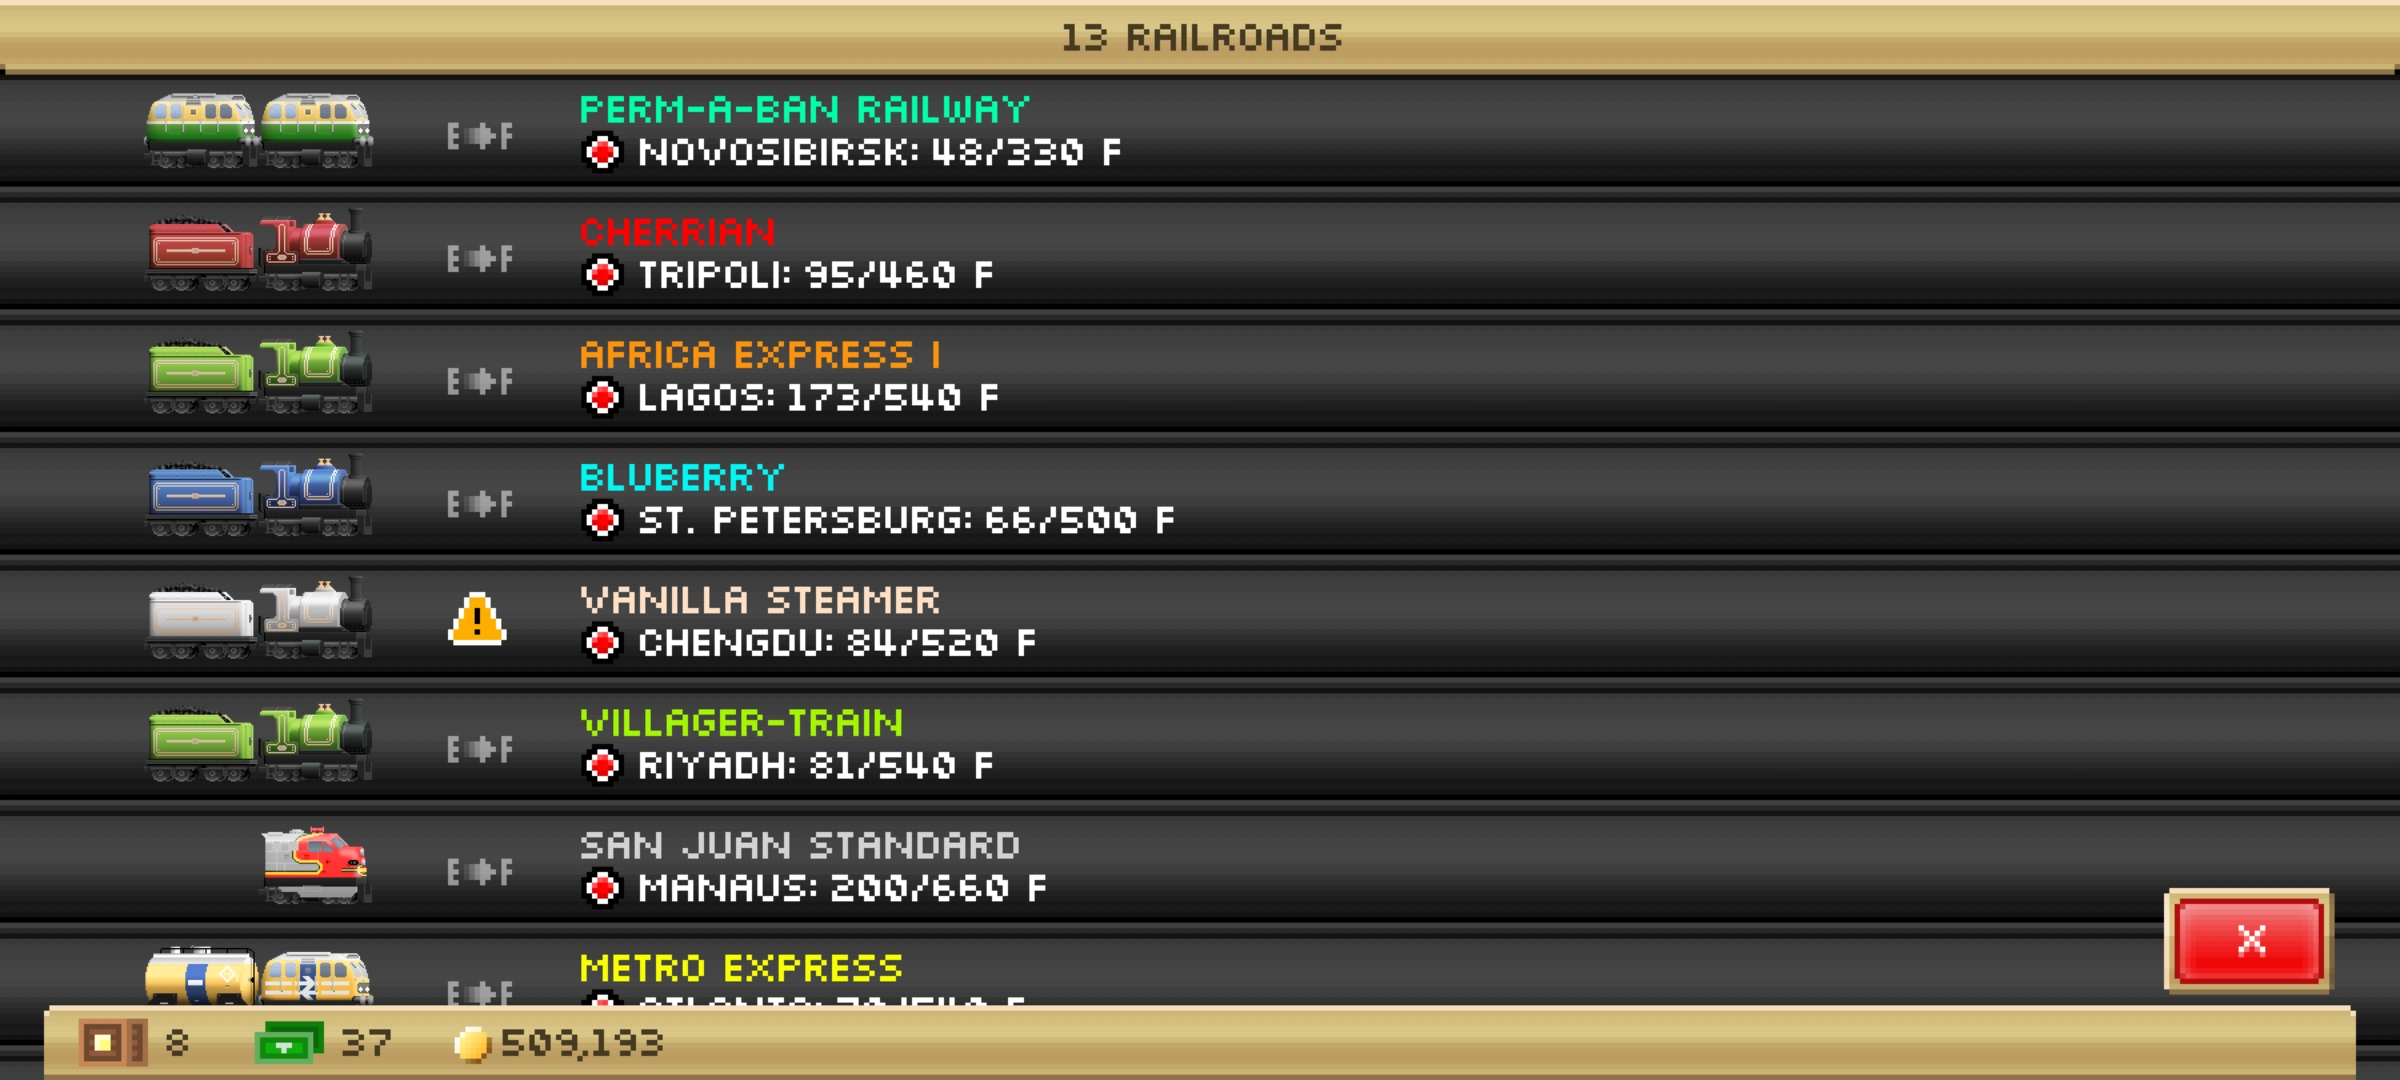 13 RAILROADS
PERM-A-BAN RAILWAY
E F
NOVOSIBIRSK: 48/330 F
CHERRIAN
E F
TRIPOLI: 95/460 F
AFRICA EXPRESS I
E F
LAGOS: 173/540 F
BLUBERRY
E F
ST. PETERSBURG: 66/500 F
VANILLA STEAMER
!
CHENGDU: 84/520 F
VILLAGER-TRAIN
E F
RIYADH: 81/540 F
SAN JUAN STANDARD
E F
MANAUS: 200/660 F
METRO EXPRESS
E F
X
8 37 509,193